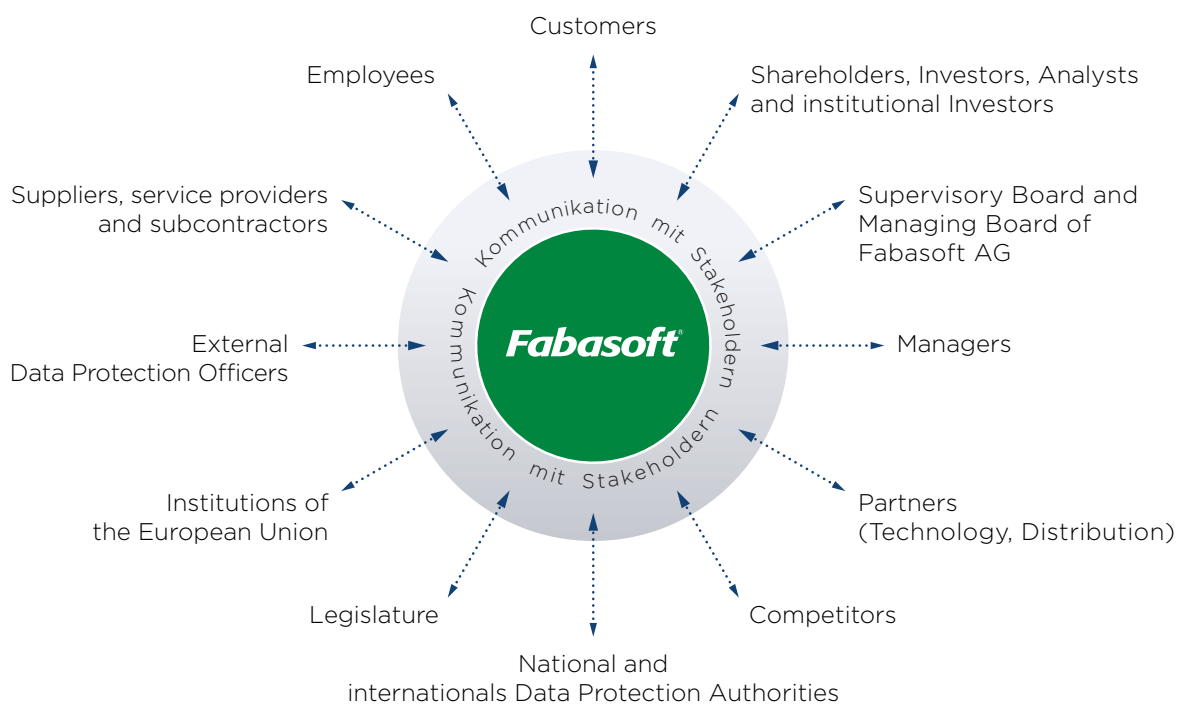 Customers
Employees
Shareholders, Investors, Analysts
and institutional Investors
Suppliers, service providers
and subcontractors
Supervisory Board and
Managing Board of
Fabasoft AG
Kommunikation mit Stakeholdern
Kommunikation mit Stakeholdern
Fabasoft®
External
Data Protection Officers
Managers
Institutions of
the European Union
Partners
(Technology, Distribution)
Legislature
Competitors
National and
internationals Data Protection Authorities